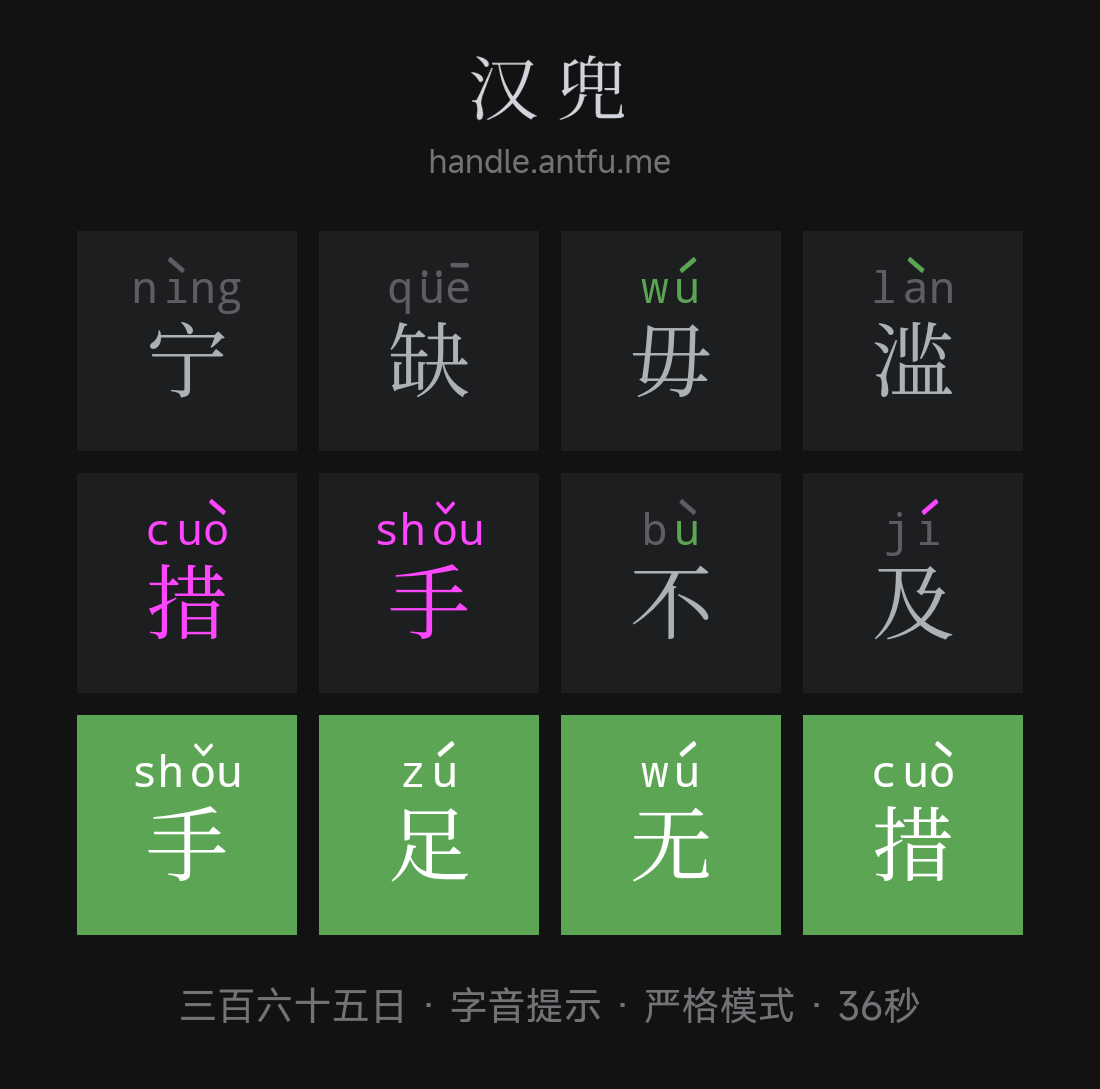 汉兜
handle.antfu.me
nìng qüē wú làn
宁 缺 毋 滥
cuò shǒu bù jí
措 手 不 及
shǒu zú wú cuò
手 足 无 措
三百六十五日 · 字音提示 · 严格模式 · 36秒